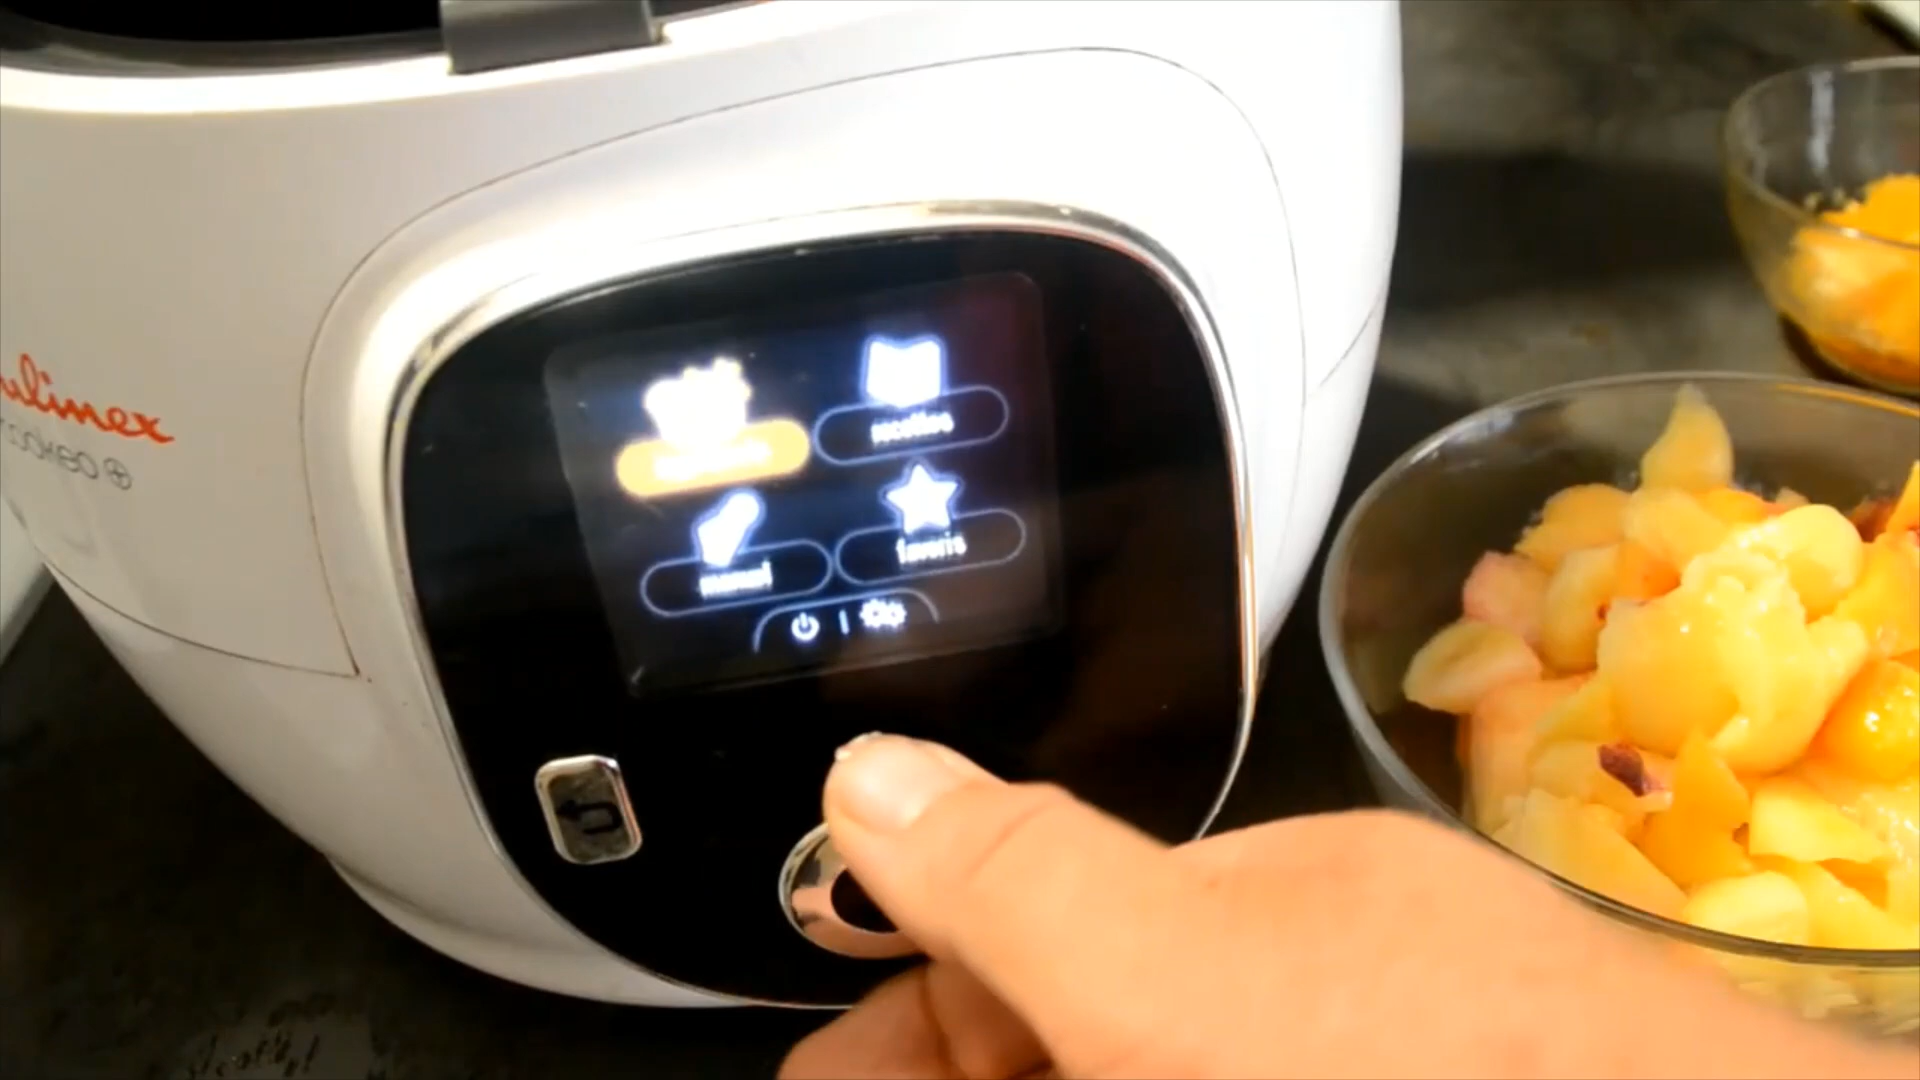 recettes
manuel
favoris
ulinex
cookeo